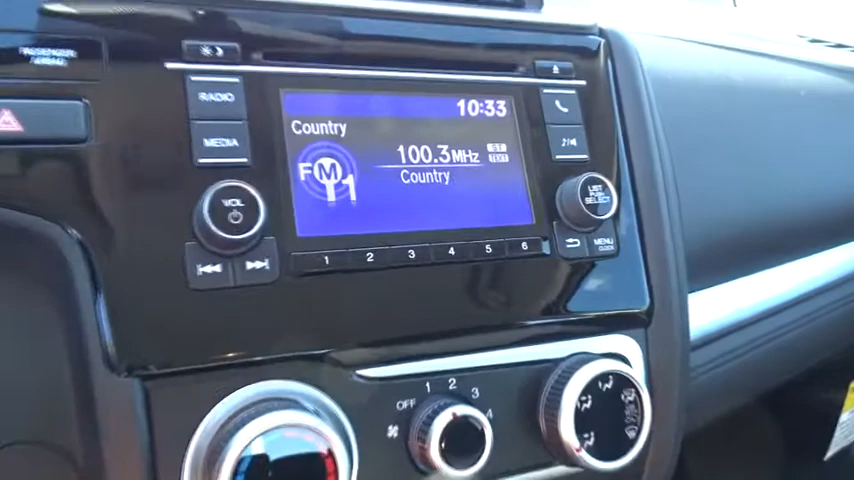 PASSENGER
AIRBAG
RADIO
MEDIA
10:33
Country
100.3MHz
ST
TEXT
Country
FM1
VOL
LIST
PUSH
SELECT
MENU
CLOCK
1 2 3 4 5 6
OFF 1 2 3 4